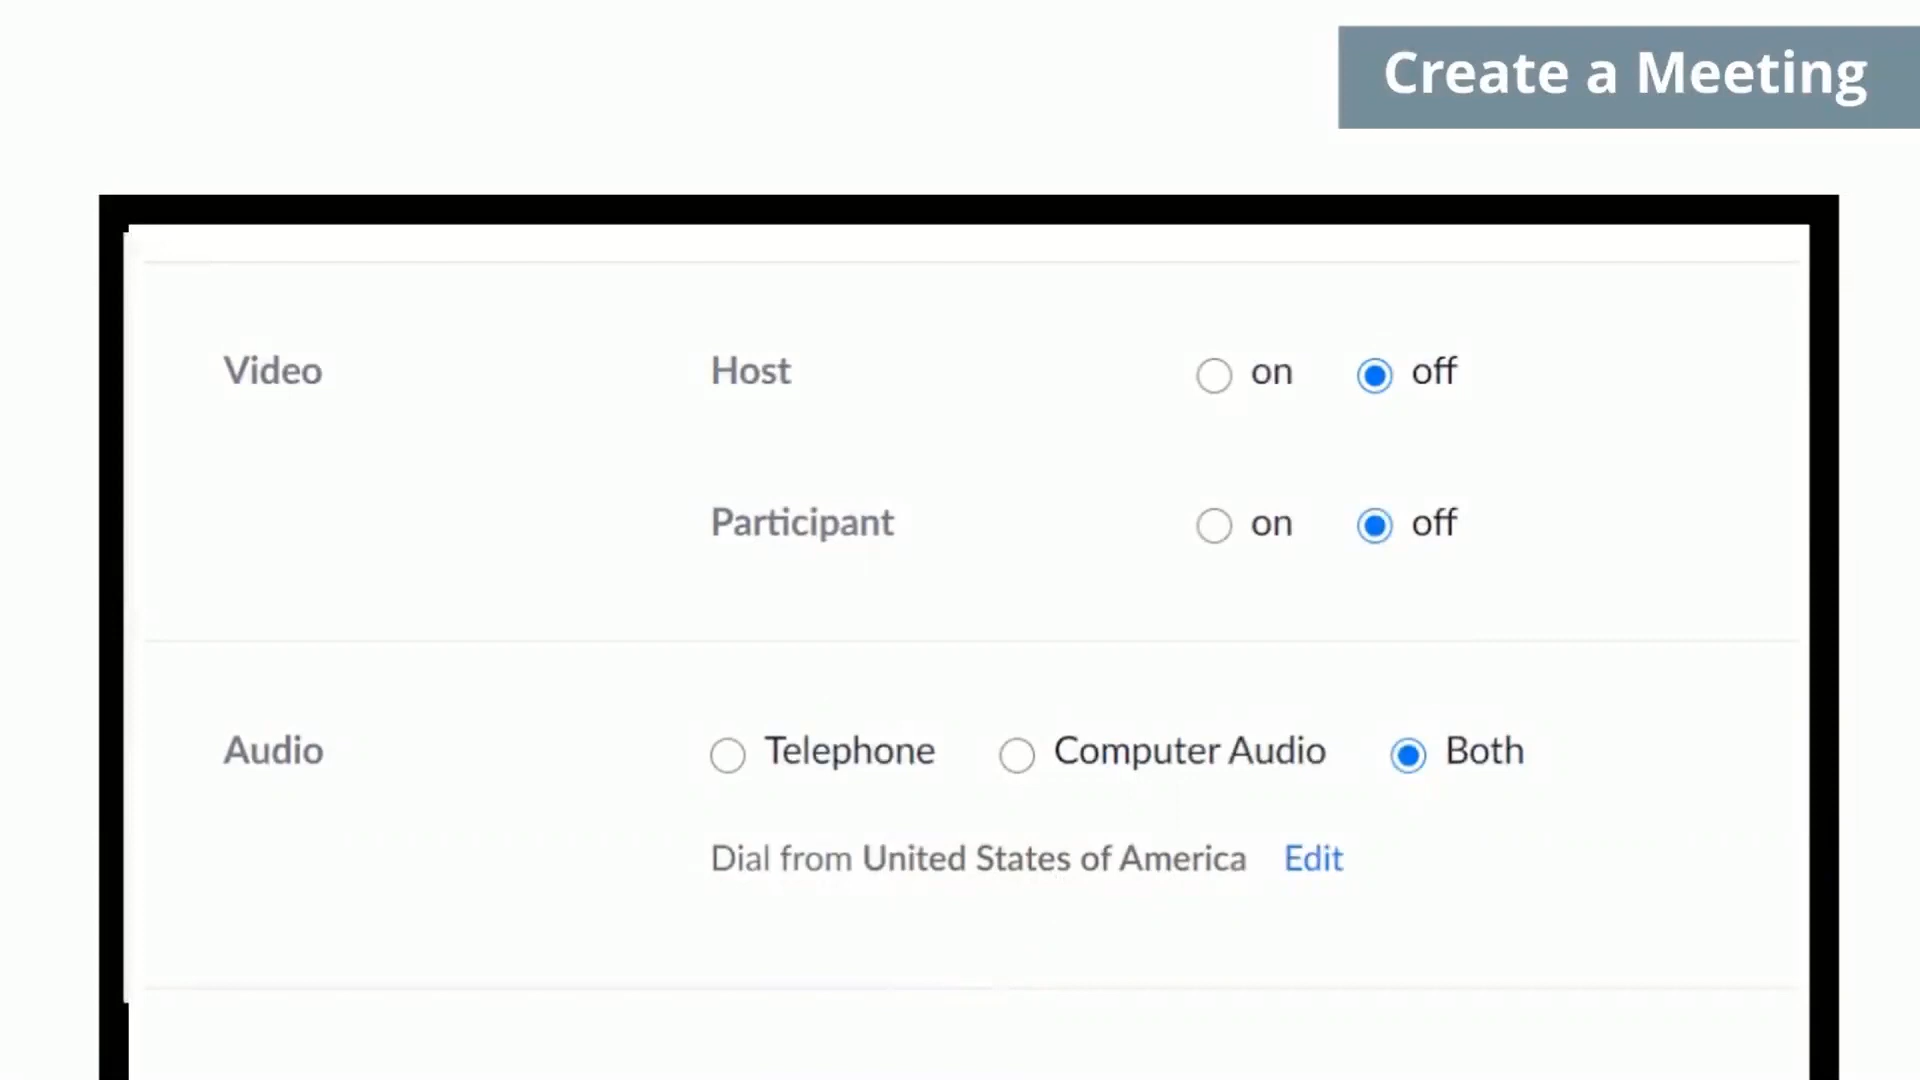 Create a Meeting
Video Host on off
Participant on off
Audio Telephone Computer Audio Both
Dial from United States of America Edit